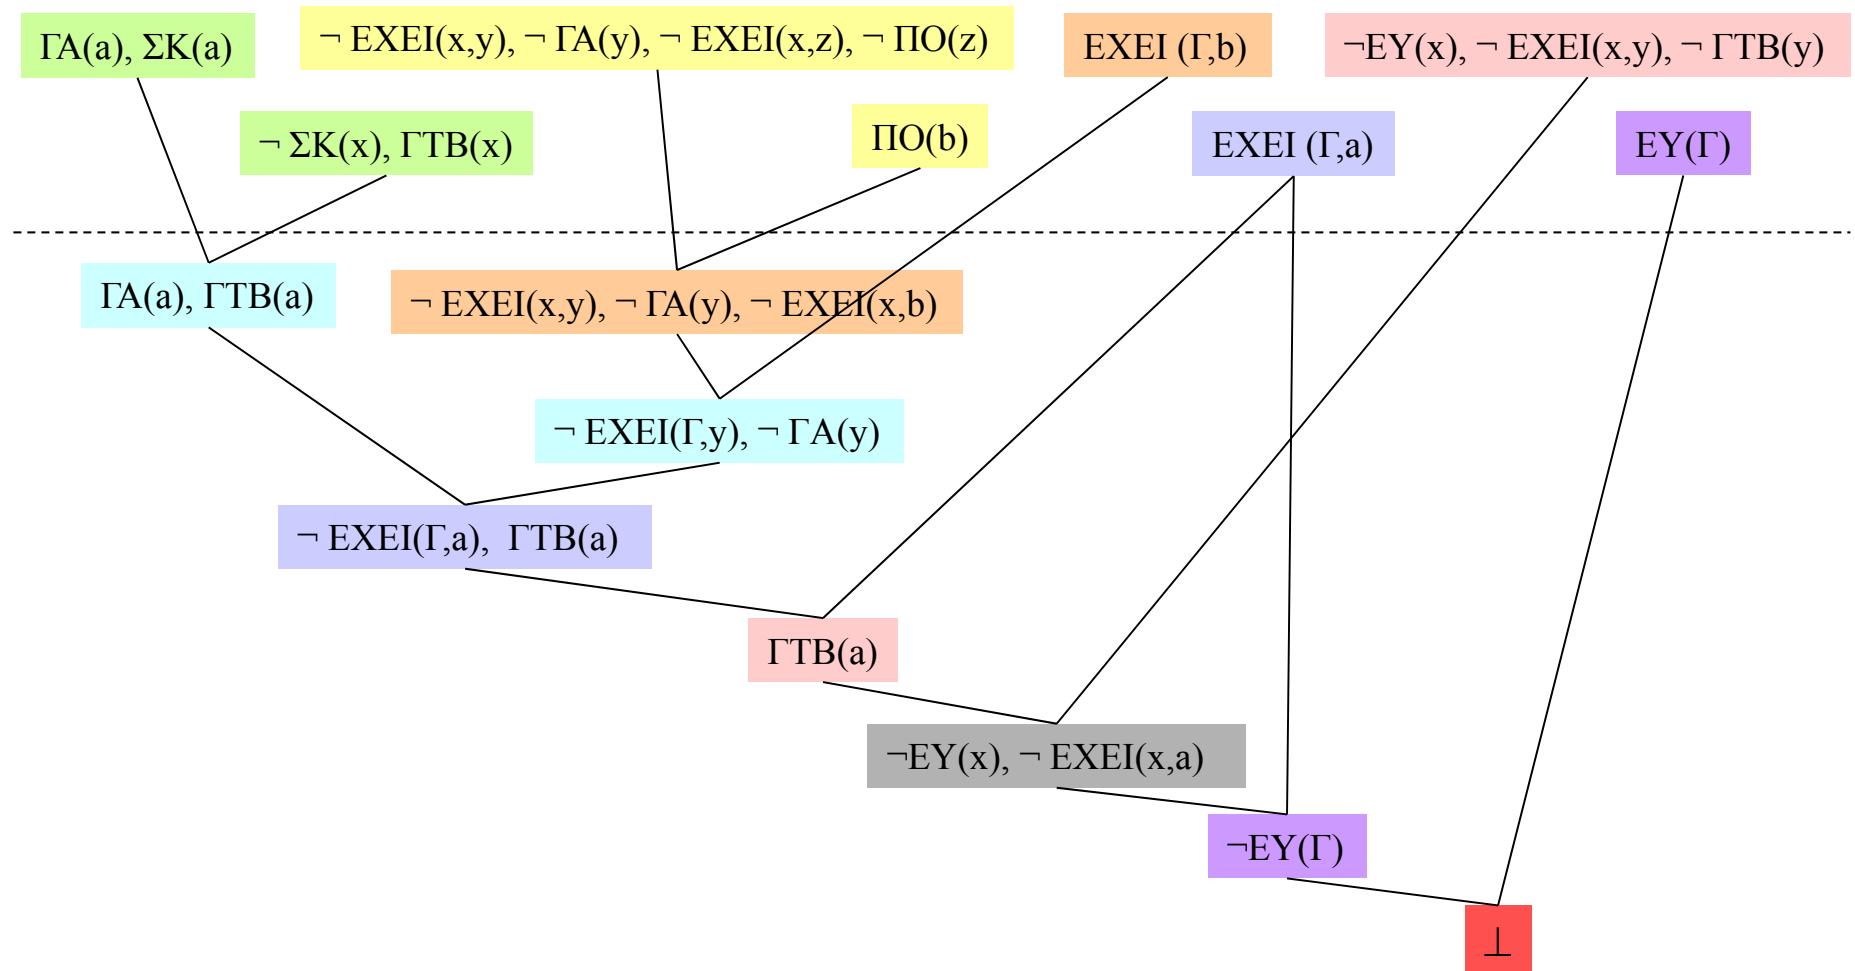 ΓΑ(a), ΣΚ(a)
¬ ΕΧΕΙ(x,y), ¬ ΓΑ(y), ¬ ΕΧΕΙ(x,z), ¬ ΠΟ(z)
ΕΧΕΙ (Γ,b)
¬ΕΥ(x), ¬ ΕΧΕΙ(x,y), ¬ ΓΤΒ(y)
¬ ΣΚ(x), ΓΤΒ(x)
ΠΟ(b)
ΕΧΕΙ (Γ,a)
ΕΥ(Γ)
ΓΑ(a), ΓΤΒ(a)
¬ ΕΧΕΙ(x,y), ¬ ΓΑ(y), ¬ ΕΧΕΙ(x,b)
¬ ΕΧΕΙ(Γ,y), ¬ ΓΑ(y)
¬ ΕΧΕΙ(Γ,a), ΓΤΒ(a)
ΓΤΒ(a)
¬ΕΥ(x), ¬ ΕΧΕΙ(x,a)
¬ΕΥ(Γ)
⊥